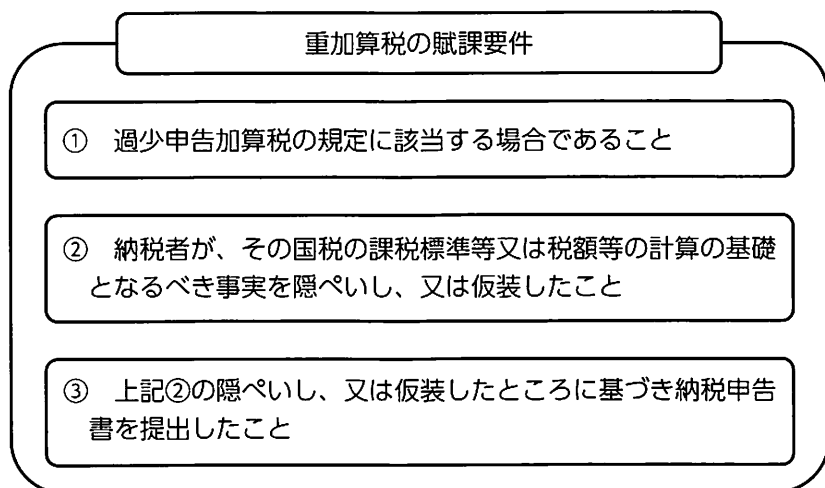 重加算税の賦課要件
① 過少申告加算税の規定に該当する場合であること
② 納税者が、その国税の課税標準等又は税額等の計算の基礎
となるべき事実を隠ぺいし、又は仮装したこと
③ 上記②の隠ぺいし、又は仮装したところに基づき納税申告
書を提出したこと